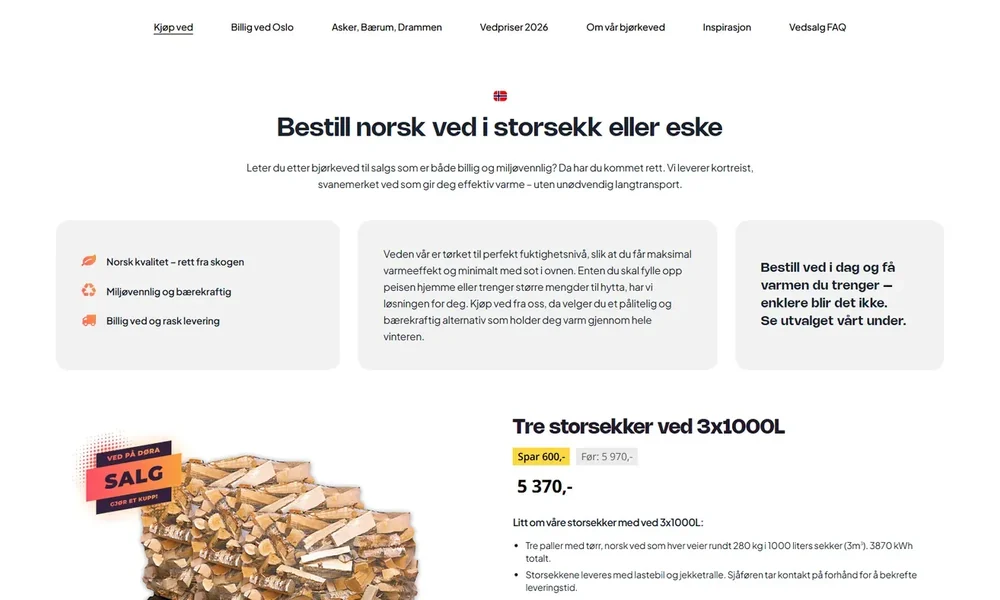 Kjøp ved
Billig ved Oslo
Asker, Bærum, Drammen
Vedpriser 2026
Om vår bjørkeved
Inspirasjon
Vedsalg FAQ
Bestill norsk ved i storsekk eller eske
Leter du etter bjørkeved til salgs som er både billig og miljøvennlig? Da har du kommet rett. Vi leverer kortreist,
svanemerket ved som gir deg effektiv varme – uten unødvendig langtransport.
Norsk kvalitet – rett fra skogen
Miljøvennlig og bærekraftig
Billig ved og rask levering
Veden vår er tørket til perfekt fuktighetsnivå, slik at du får maksimal
varmeeffekt og minimalt med sot i ovnen. Enten du skal fylle opp
peisen hjemme eller trenger større mengder til hytta, har vi
løsningen for deg. Kjøp ved fra oss, da velger du et pålitelig og
bærekraftig alternativ som holder deg varm gjennom hele
vinteren.
Bestill ved i dag og få
varmen du trenger –
enklere blir det ikke.
Se utvalget vårt under.
VED PÅ DØRA
SALG
GJØR ET KUPP!
Tre storsekker ved 3x1000L
Spar 600,-
Før: 5 970,-
5 370,-
Litt om våre storsekker med ved 3x1000L:
Tre paller med tørr, norsk ved som hver veier rundt 280 kg i 1000 liters sekker (3m³). 3870 kWh
totalt.
Storsekkene leveres med lastebil og jekketralle. Sjåføren tar kontakt på forhånd for å bekrefte
leveringstid.